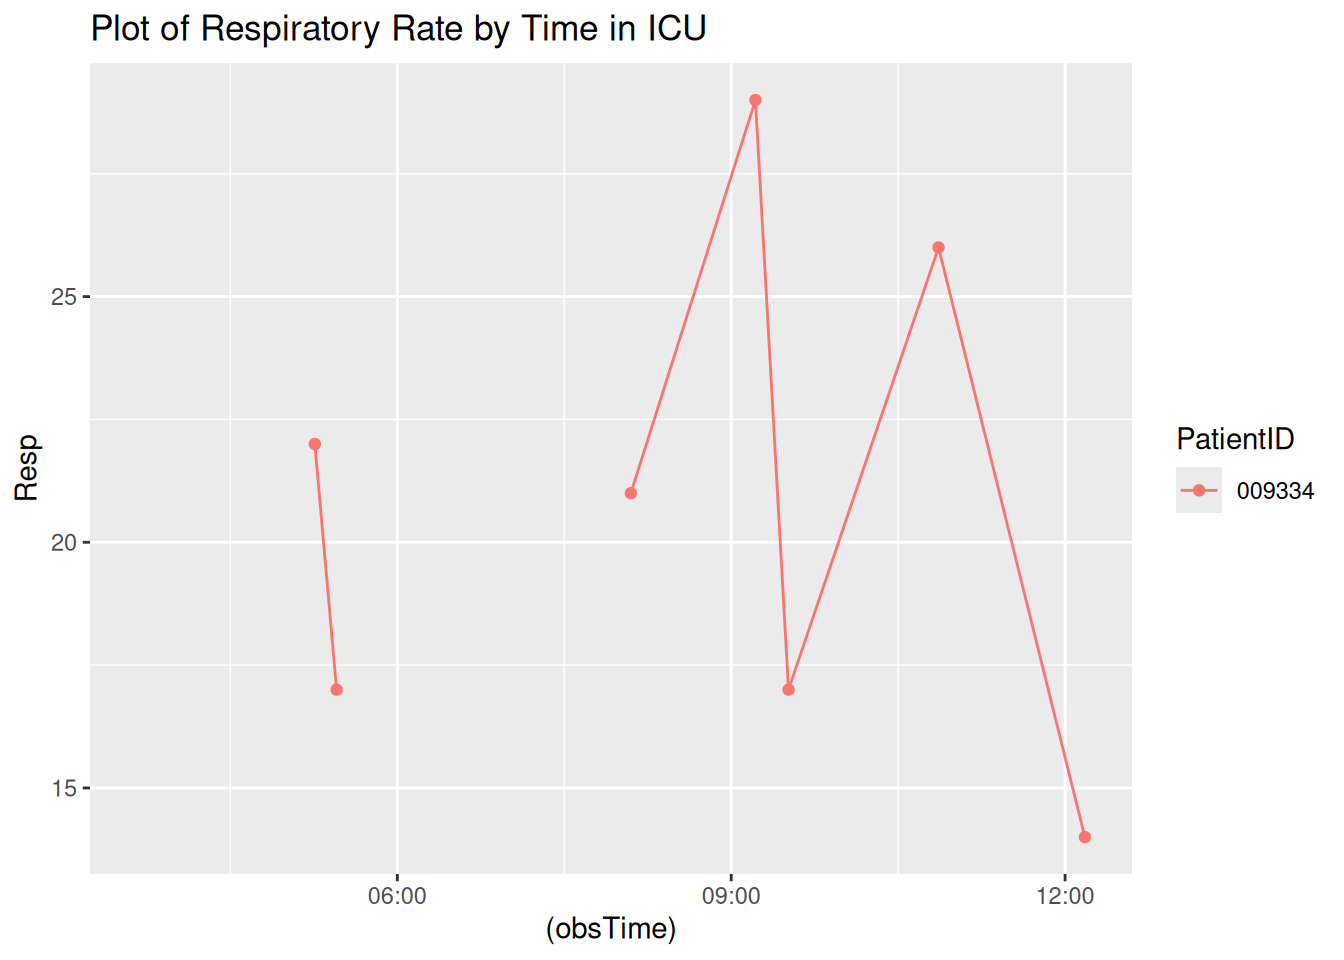 Plot of Respiratory Rate by Time in ICU
25
20
15
Resp
06:00 09:00 12:00
(obsTime)
PatientID
009334